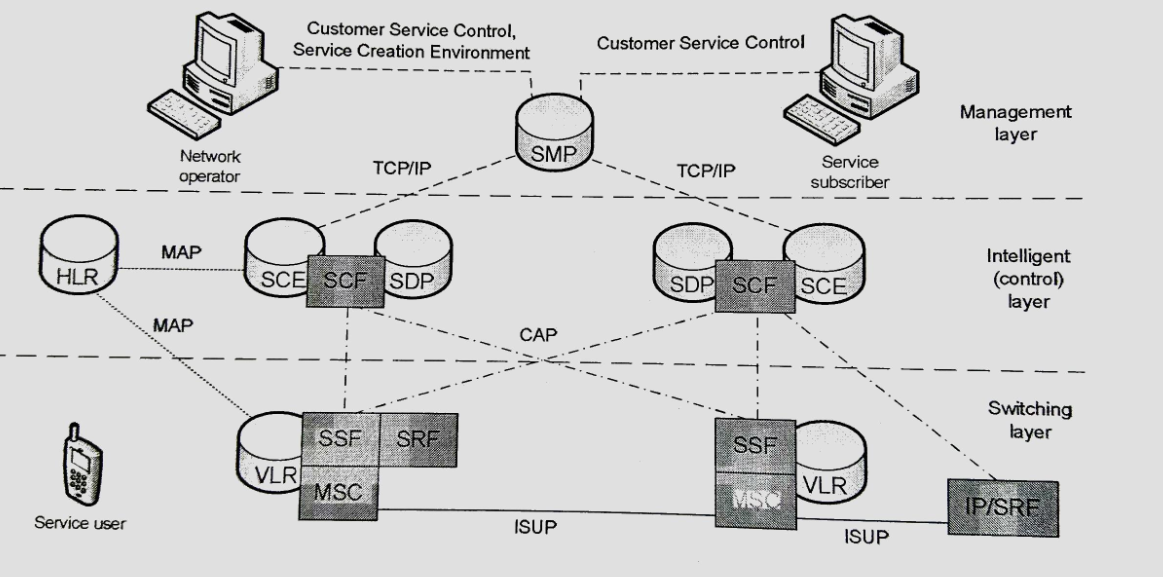 Customer Service Control,
Service Creation Environment
Customer Service Control
Management
layer
SMP
Network
operator
TCP/IP
TCP/IP
Service
subscriber
HLR
MAP
SCE
SCF
SDP
SDP
SCF
SCE
Intelligent
(control)
layer
MAP
CAP
Switching
layer
SSF
SRF
VLR
MSC
SSF
VLR
MSC
IP/SRF
Service user
ISUP
ISUP